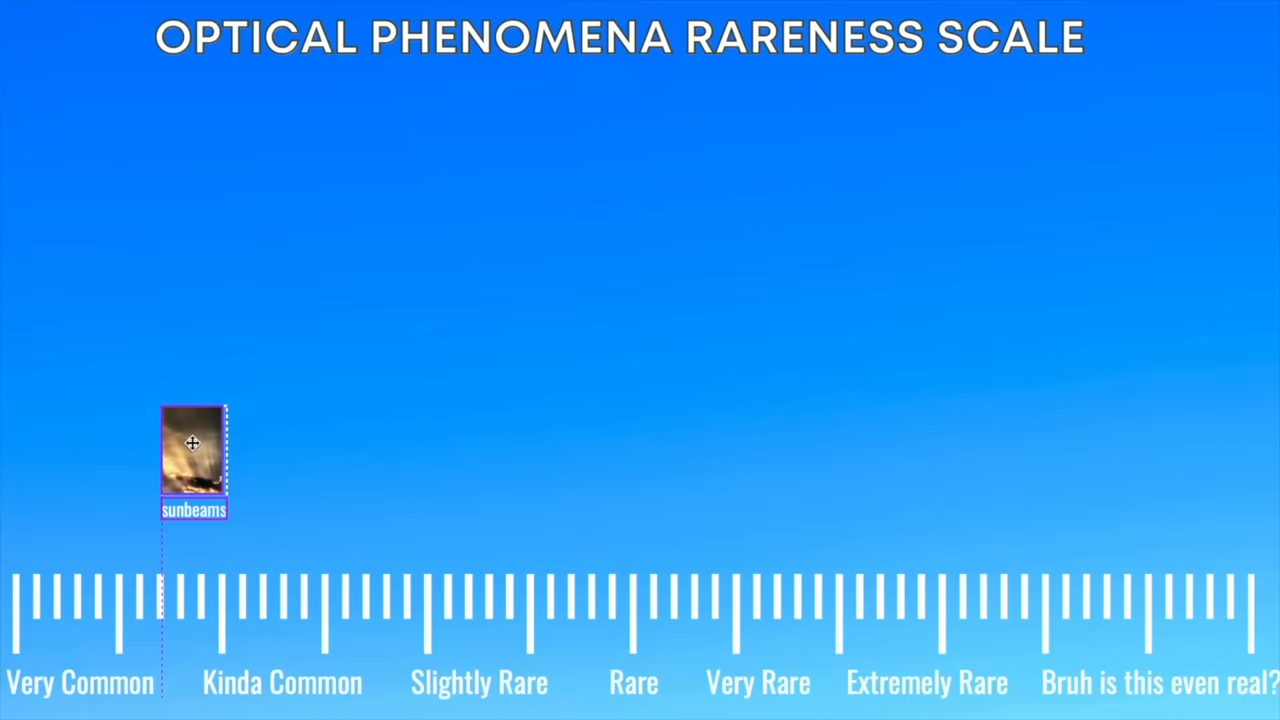 OPTICAL PHENOMENA RARENESS SCALE
sunbeams
Very Common Kinda Common Slightly Rare Rare Very Rare Extremely Rare Bruh is this even real?